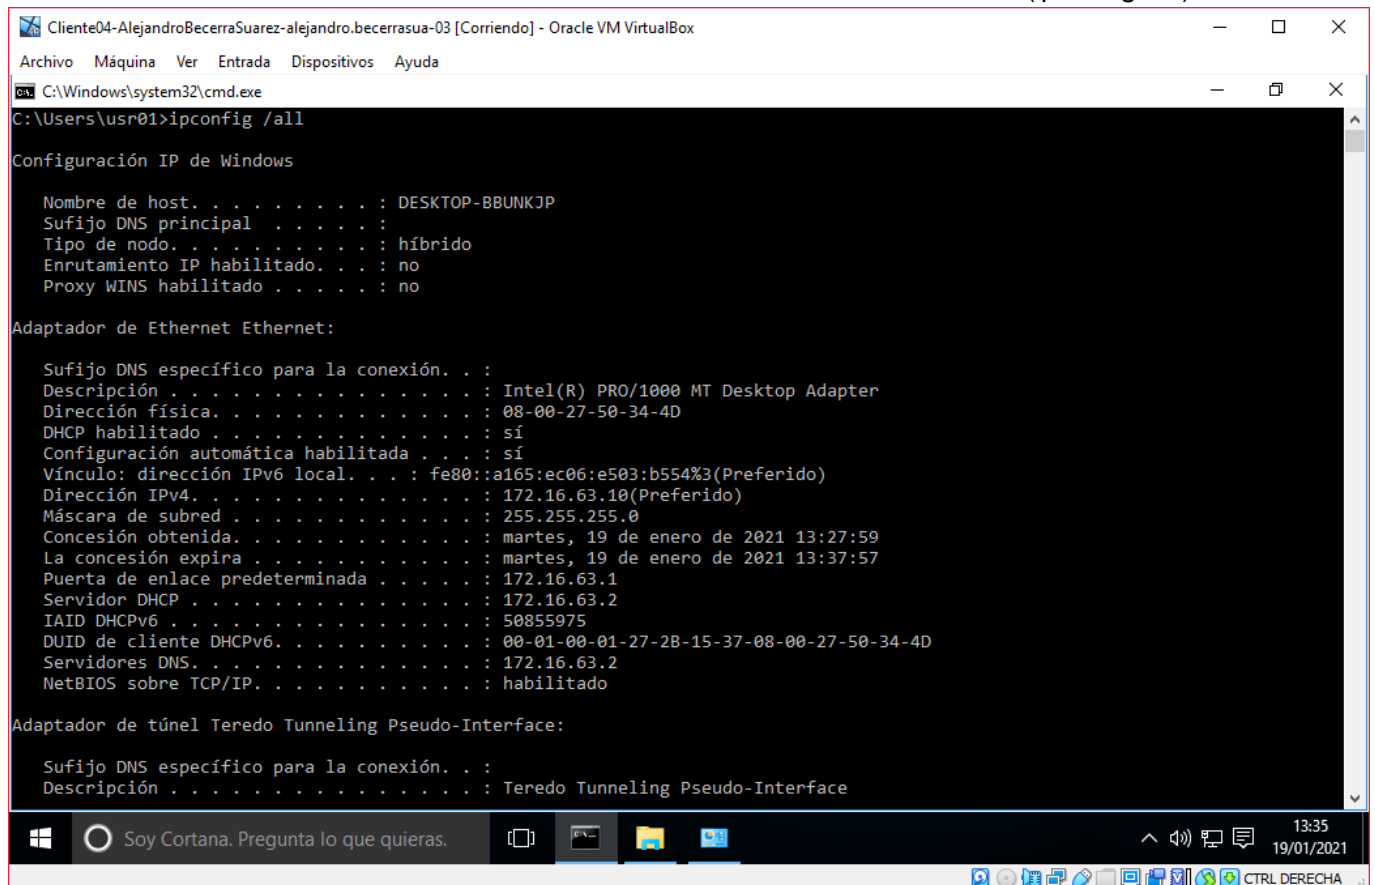 Cliente04-AlejandroBecerraSuarez-alejandro.becerrasua-03 [Corriendo] - Oracle VM VirtualBox
Archivo Máquina Ver Entrada Dispositivos Ayuda
C:\Windows\system32\cmd.exe
C:\Users\usr01>ipconfig /all
Configuración IP de Windows
Nombre de host. . . . . . . . . : DESKTOP-BBUNKJP
Sufijo DNS principal . . . . . :
Tipo de nodo. . . . . . . . . . : híbrido
Enrutamiento IP habilitado. . . : no
Proxy WINS habilitado . . . . . : no
Adaptador de Ethernet Ethernet:
Sufijo DNS específico para la conexión. . :
Descripción . . . . . . . . . . . . . . . : Intel(R) PRO/1000 MT Desktop Adapter
Dirección física. . . . . . . . . . . . . : 08-00-27-50-34-4D
DHCP habilitado . . . . . . . . . . . . . : sí
Configuración automática habilitada . . . : sí
Vínculo: dirección IPv6 local. . . : fe80::a165:ec06:e503:b554%3(Preferido)
Dirección IPv4. . . . . . . . . . . . . . : 172.16.63.10(Preferido)
Máscara de subred . . . . . . . . . . . . : 255.255.255.0
Concesión obtenida. . . . . . . . . . . . : martes, 19 de enero de 2021 13:27:59
La concesión expira . . . . . . . . . . . : martes, 19 de enero de 2021 13:37:57
Puerta de enlace predeterminada . . . . . : 172.16.63.1
Servidor DHCP . . . . . . . . . . . . . . : 172.16.63.2
IAID DHCPv6 . . . . . . . . . . . . . . . : 50855975
DUID de cliente DHCPv6. . . . . . . . . . : 00-01-00-01-27-2B-15-37-08-00-27-50-34-4D
Servidores DNS. . . . . . . . . . . . . . : 172.16.63.2
NetBIOS sobre TCP/IP. . . . . . . . . . . : habilitado
Adaptador de túnel Teredo Tunneling Pseudo-Interface:
Sufijo DNS específico para la conexión. . :
Descripción . . . . . . . . . . . . . . . : Teredo Tunneling Pseudo-Interface
Soy Cortana. Pregunta lo que quieras.
13:35
19/01/2021
CTRL DERECHA